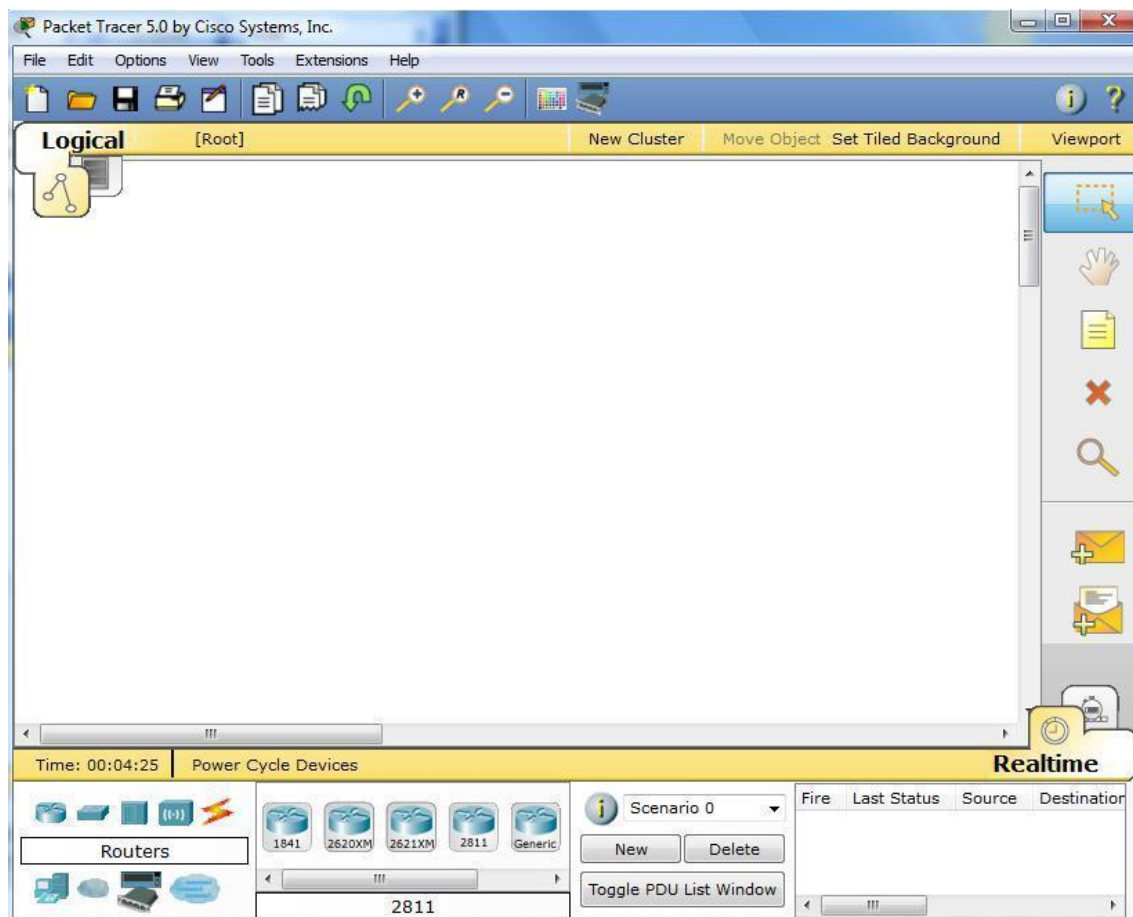 Packet Tracer 5.0 by Cisco Systems, Inc.
File Edit Options View Tools Extensions Help
Logical [Root] New Cluster Move Object Set Tiled Background Viewport
Time: 00:04:25 Power Cycle Devices Realtime
Routers
1841 2620XM 2621XM 2811 Generic
2811
Scenario 0
New Delete
Toggle PDU List Window
Fire Last Status Source Destination